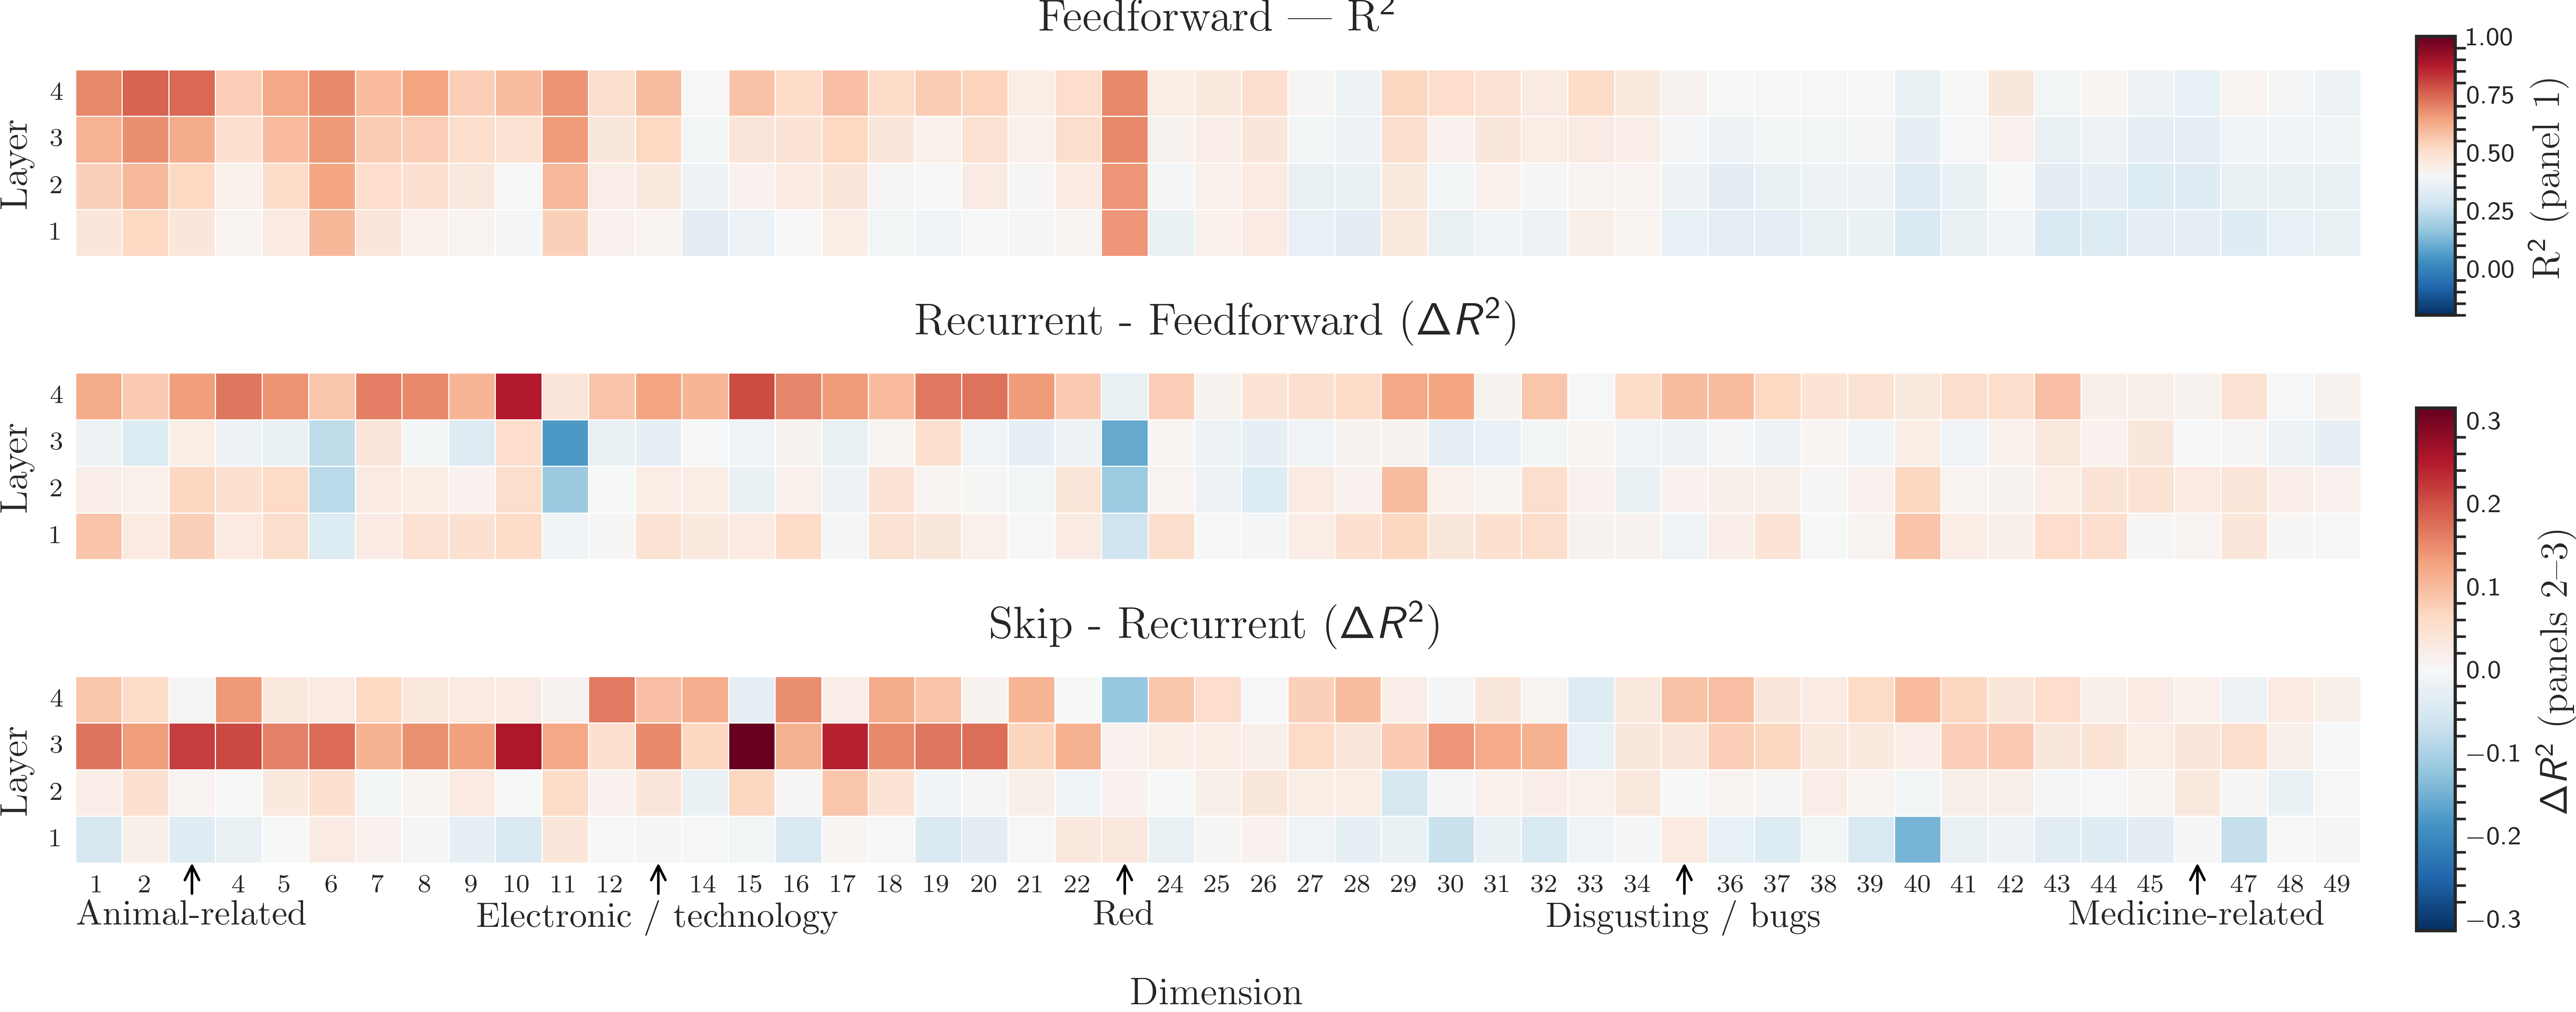 Feedforward — R²
4
3
2
1
Layer
1.00
0.75
0.50
0.25
0.00
R² (panel 1)
Recurrent - Feedforward (ΔR²)
4
3
2
1
Layer
Skip - Recurrent (ΔR²)
4
3
2
1
Layer
0.3
0.2
0.1
0.0
−0.1
−0.2
−0.3
ΔR² (panels 2–3)
1 2 ↑ 4 5 6 7 8 9 10 11 12 ↑ 14 15 16 17 18 19 20 21 22 ↑ 24 25 26 27 28 29 30 31 32 33 34 ↑ 36 37 38 39 40 41 42 43 44 45 ↑ 47 48 49
Animal-related Electronic / technology Red Disgusting / bugs Medicine-related
Dimension